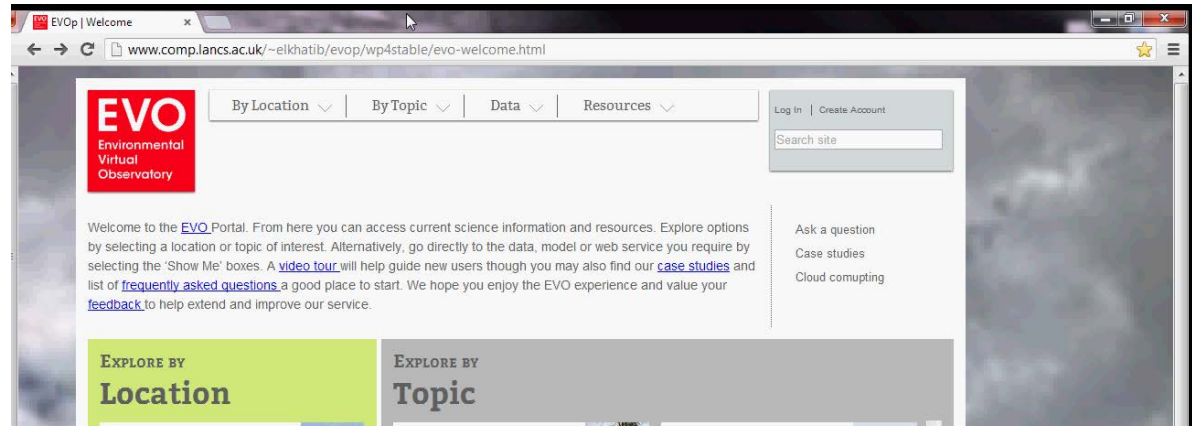 EVOp | Welcome
www.comp.lancs.ac.uk/~elkhatib/evop/wp4stable/evo-welcome.html
EVO
Environmental
Virtual
Observatory
By Location
By Topic
Data
Resources
Log In | Create Account
Search site
Welcome to the EVO Portal. From here you can access current science information and resources. Explore options
by selecting a location or topic of interest. Alternatively, go directly to the data, model or web service you require by
selecting the 'Show Me' boxes. A video tour will help guide new users though you may also find our case studies and
list of frequently asked questions a good place to start. We hope you enjoy the EVO experience and value your
feedback to help extend and improve our service.
Ask a question
Case studies
Cloud comupting
Explore by
Location
Explore by
Topic